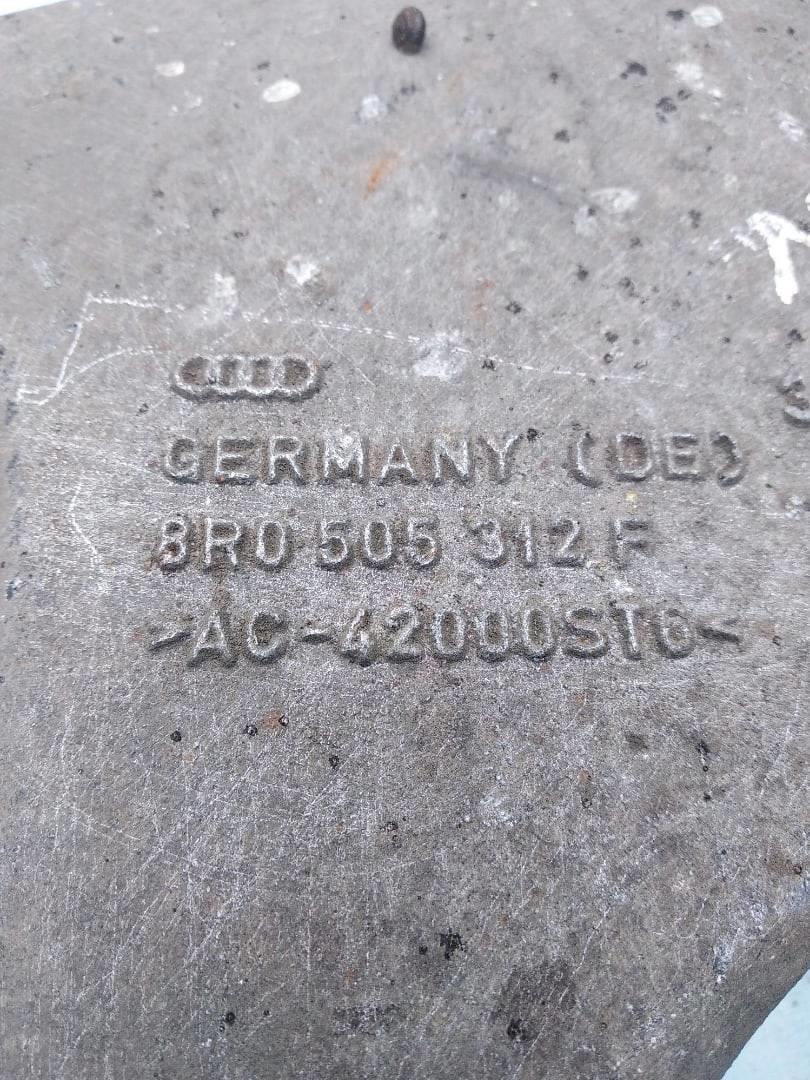 GERMANY (DE)
8R0 505 312 F
>AC-42000ST6<